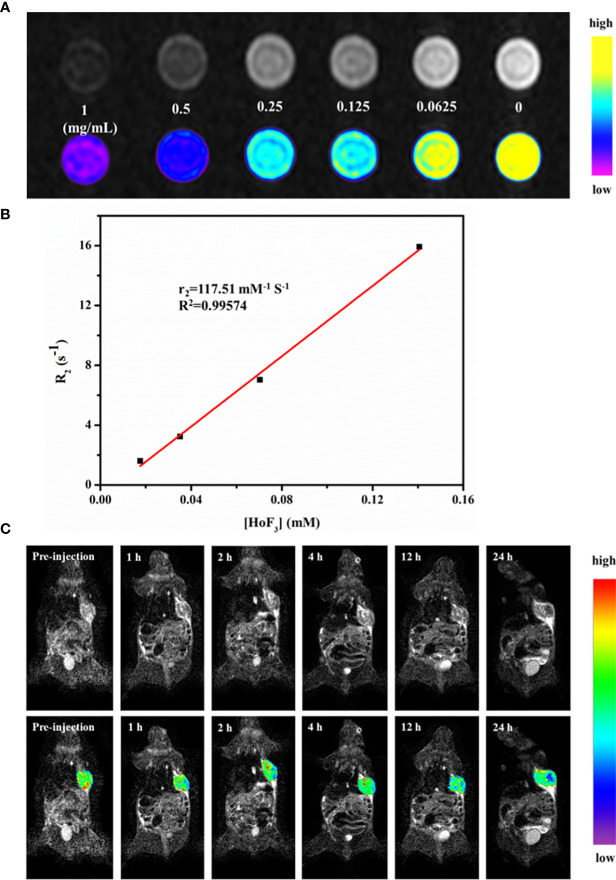 A
high
1
(mg/mL)
0.5
0.25
0.125
0.0625
0
low
B
16
12
8
4
0
R2 (s-1)
r2=117.51 mM-1 S-1
R2=0.99574
0.00
0.04
0.08
0.12
0.16
[HoF3] (mM)
C
Pre-injection
1 h
2 h
4 h
12 h
24 h
high
Pre-injection
1 h
2 h
4 h
12 h
24 h
low